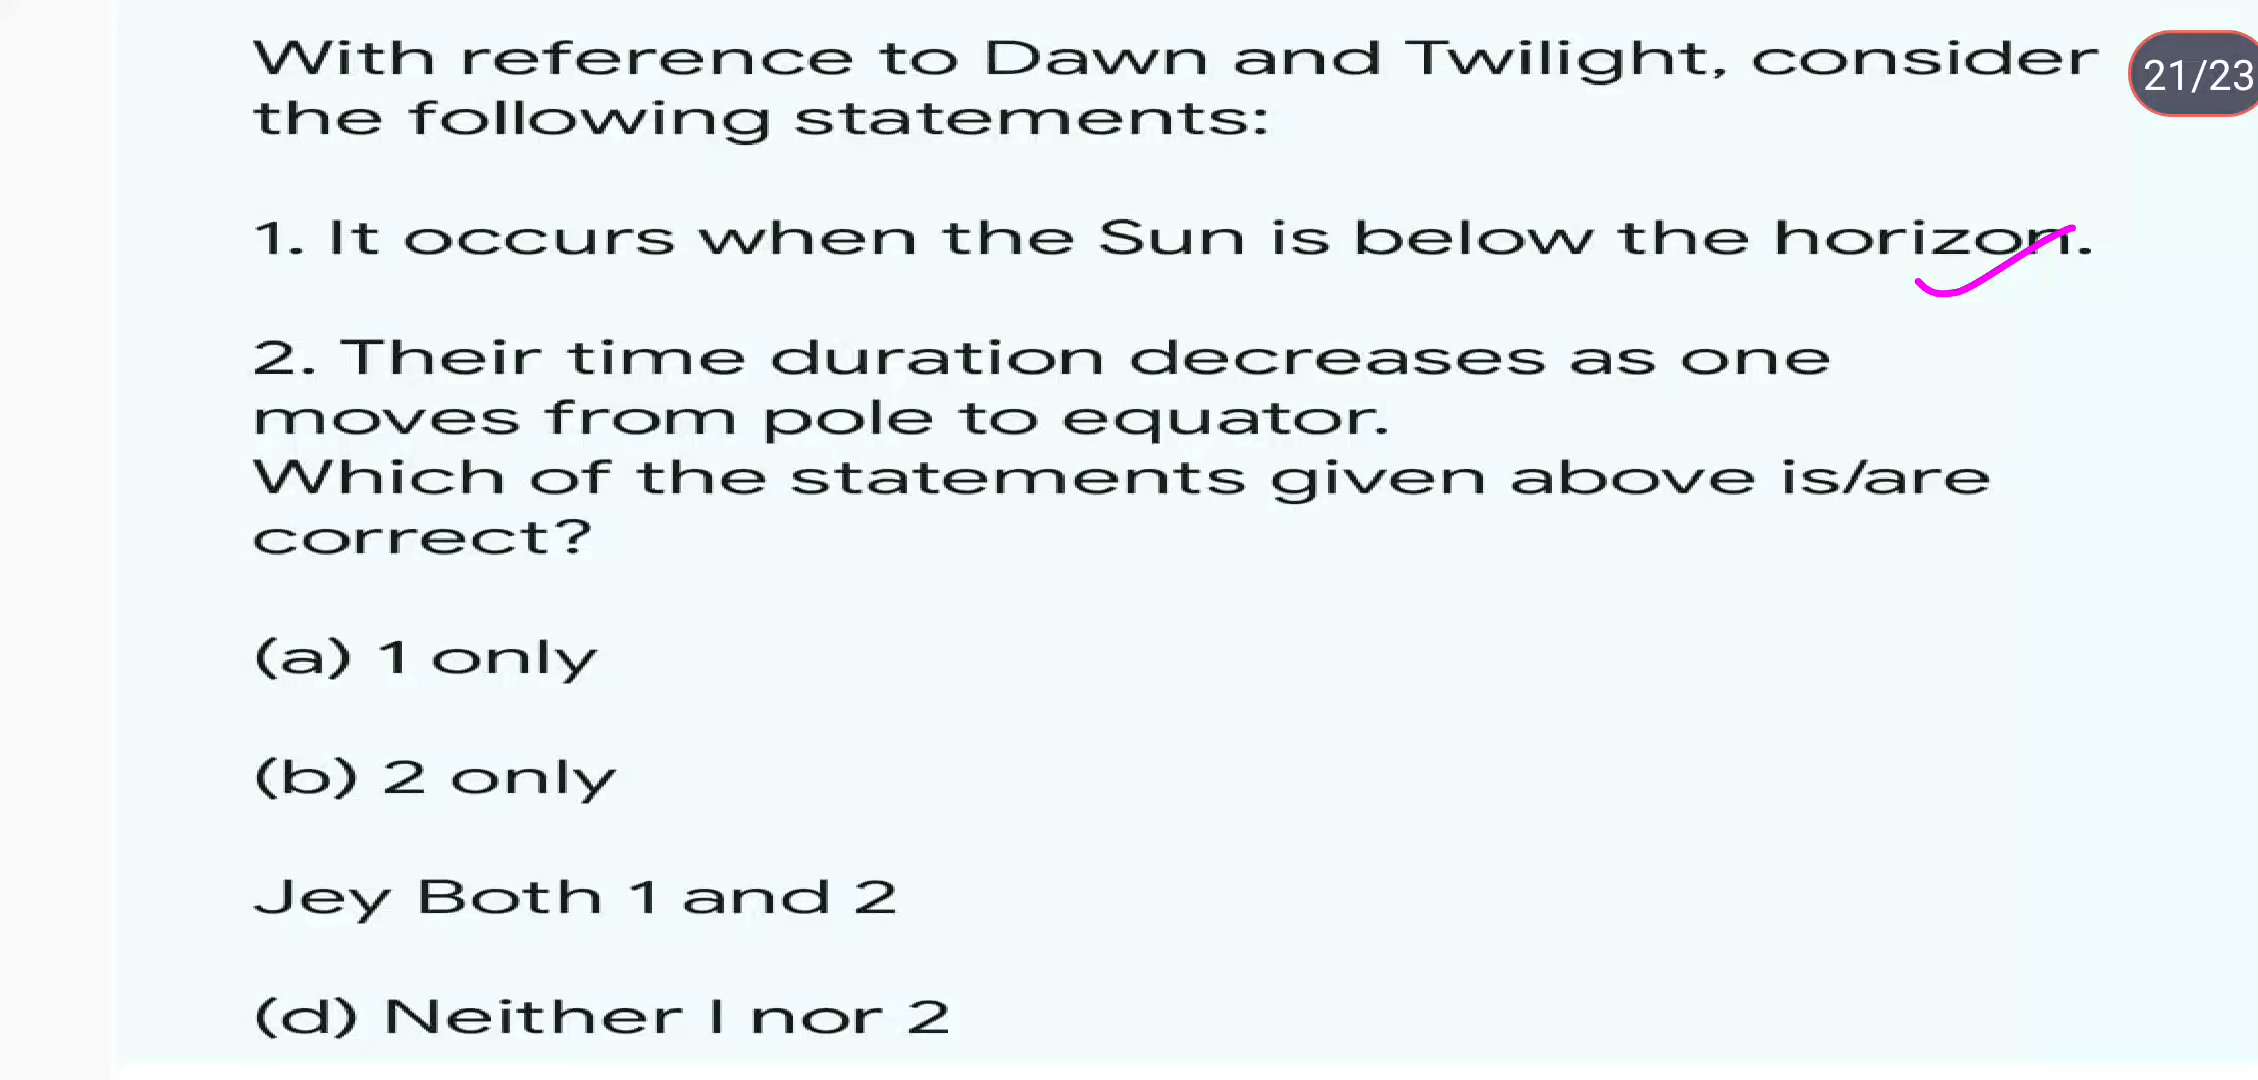 With reference to Dawn and Twilight, consider
21/23
the following statements:
1. It occurs when the Sun is below the horizon.
2. Their time duration decreases as one
moves from pole to equator.
Which of the statements given above is/are
correct?
(a) 1 only
(b) 2 only
Jey Both 1 and 2
(d) Neither I nor 2